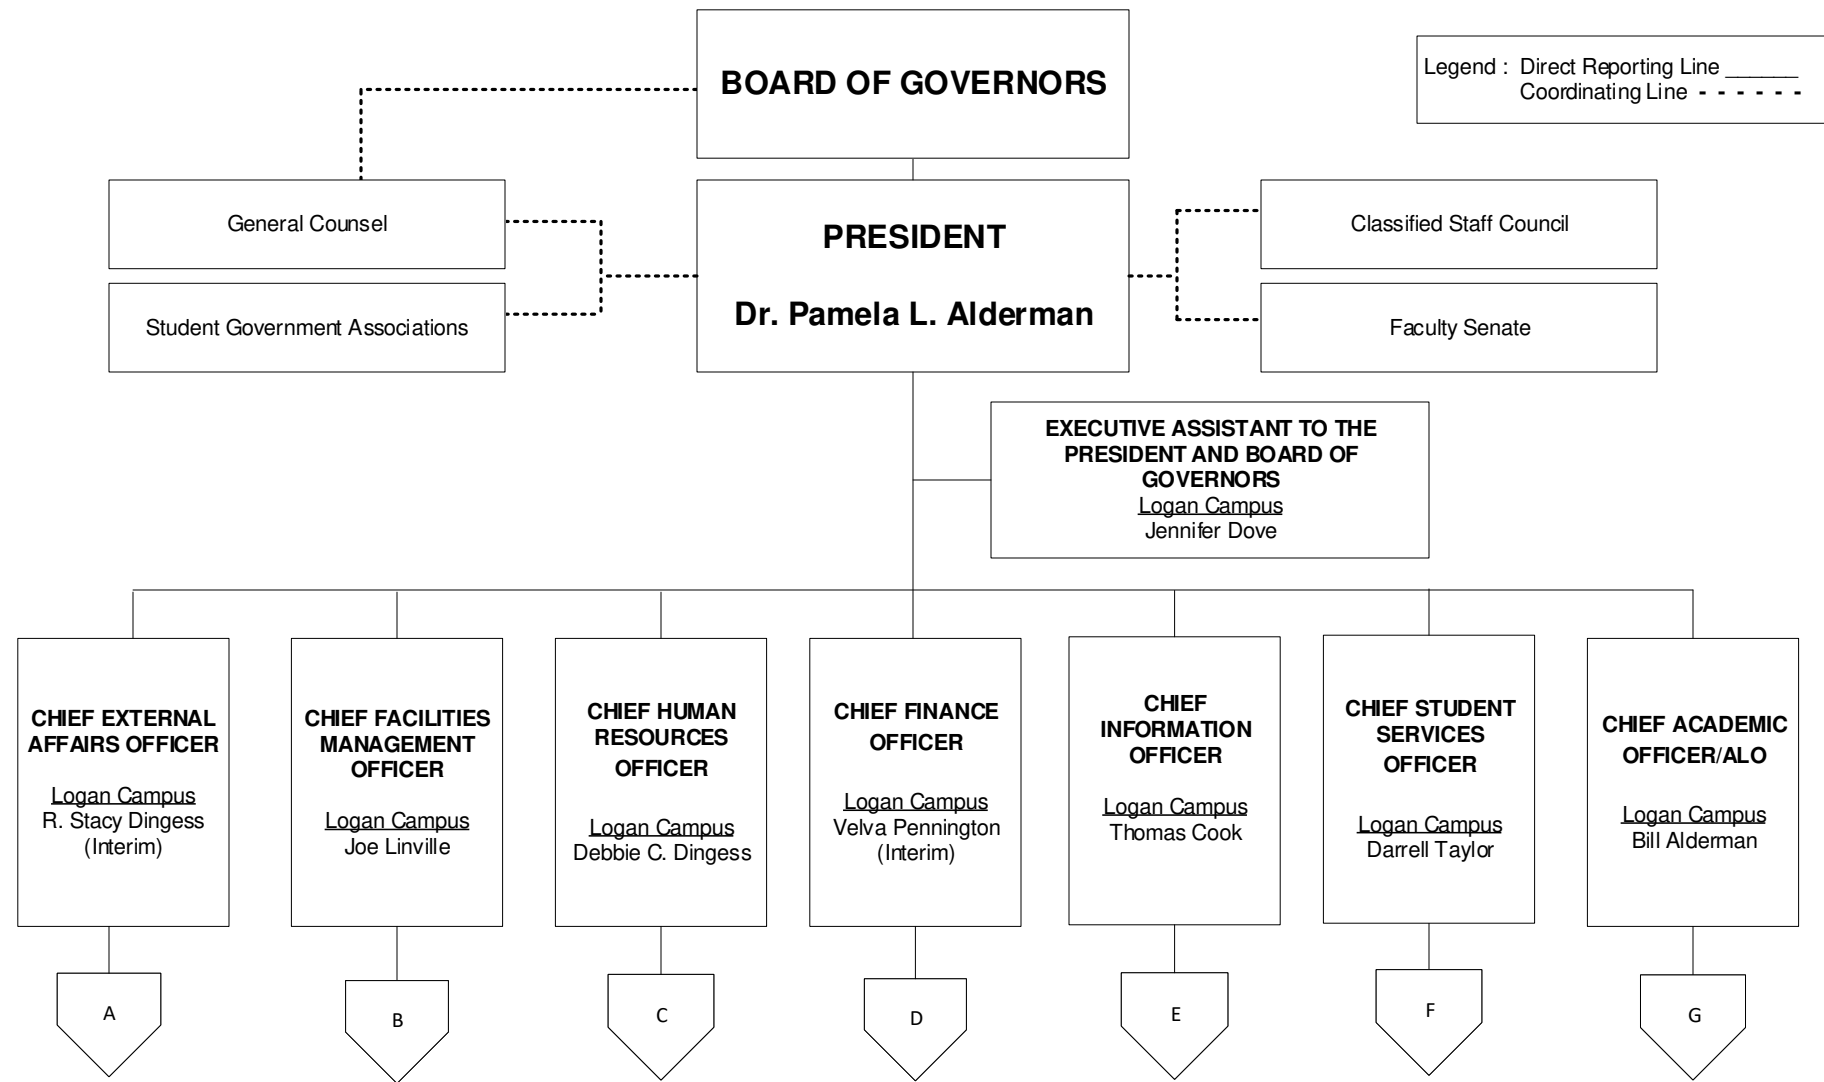 BOARD OF GOVERNORS
Legend : Direct Reporting Line ______
Coordinating Line - - - - - -
General Counsel
Student Government Associations
PRESIDENT
Dr. Pamela L. Alderman
Classified Staff Council
Faculty Senate
EXECUTIVE ASSISTANT TO THE
PRESIDENT AND BOARD OF
GOVERNORS
Logan Campus
Jennifer Dove
CHIEF EXTERNAL
AFFAIRS OFFICER
Logan Campus
R. Stacy Dingess
(Interim)
CHIEF FACILITIES
MANAGEMENT
OFFICER
Logan Campus
Joe Linville
CHIEF HUMAN
RESOURCES
OFFICER
Logan Campus
Debbie C. Dingess
CHIEF FINANCE
OFFICER
Logan Campus
Velva Pennington
(Interim)
CHIEF
INFORMATION
OFFICER
Logan Campus
Thomas Cook
CHIEF STUDENT
SERVICES
OFFICER
Logan Campus
Darrell Taylor
CHIEF ACADEMIC
OFFICER/ALO
Logan Campus
Bill Alderman
A
B
C
D
E
F
G